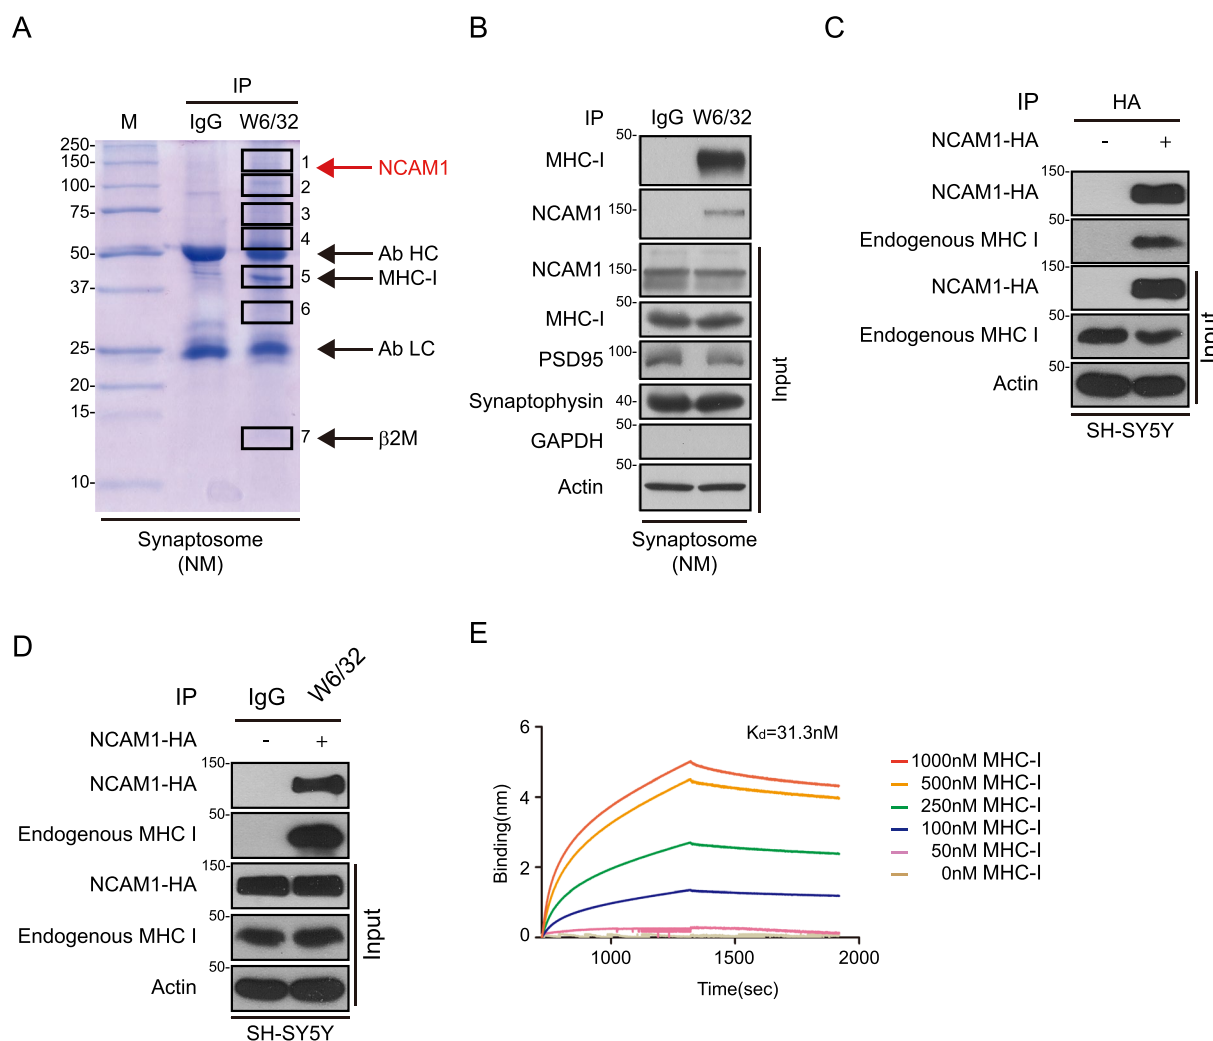 A
IP
M IgG W6/32
250-
150-
100-
75-
50-
37-
25-
20-
15-
10-
1
2
3
4
5
6
7
NCAM1
Ab HC
MHC-I
Ab LC
β2M
Synaptosome
(NM)
B
IP IgG W6/32
50-
MHC-I
NCAM1 150-
NCAM1 150-
50-
MHC-I
PSD95 100-
Synaptophysin 40-
GAPDH
50-
Actin
Input
Synaptosome
(NM)
C
IP HA
NCAM1-HA - +
150-
NCAM1-HA
50-
Endogenous MHC I
150-
NCAM1-HA
50-
Endogenous MHC I
50-
Actin
Input
SH-SY5Y
D
IP IgG W6/32
NCAM1-HA - +
150-
NCAM1-HA
50-
Endogenous MHC I
150-
NCAM1-HA
50-
Endogenous MHC I
50-
Actin
Input
SH-SY5Y
E
Kd=31.3nM
6
4
2
0
Binding(nm)
1000 1500 2000
Time(sec)
1000nM MHC-I
500nM MHC-I
250nM MHC-I
100nM MHC-I
50nM MHC-I
0nM MHC-I